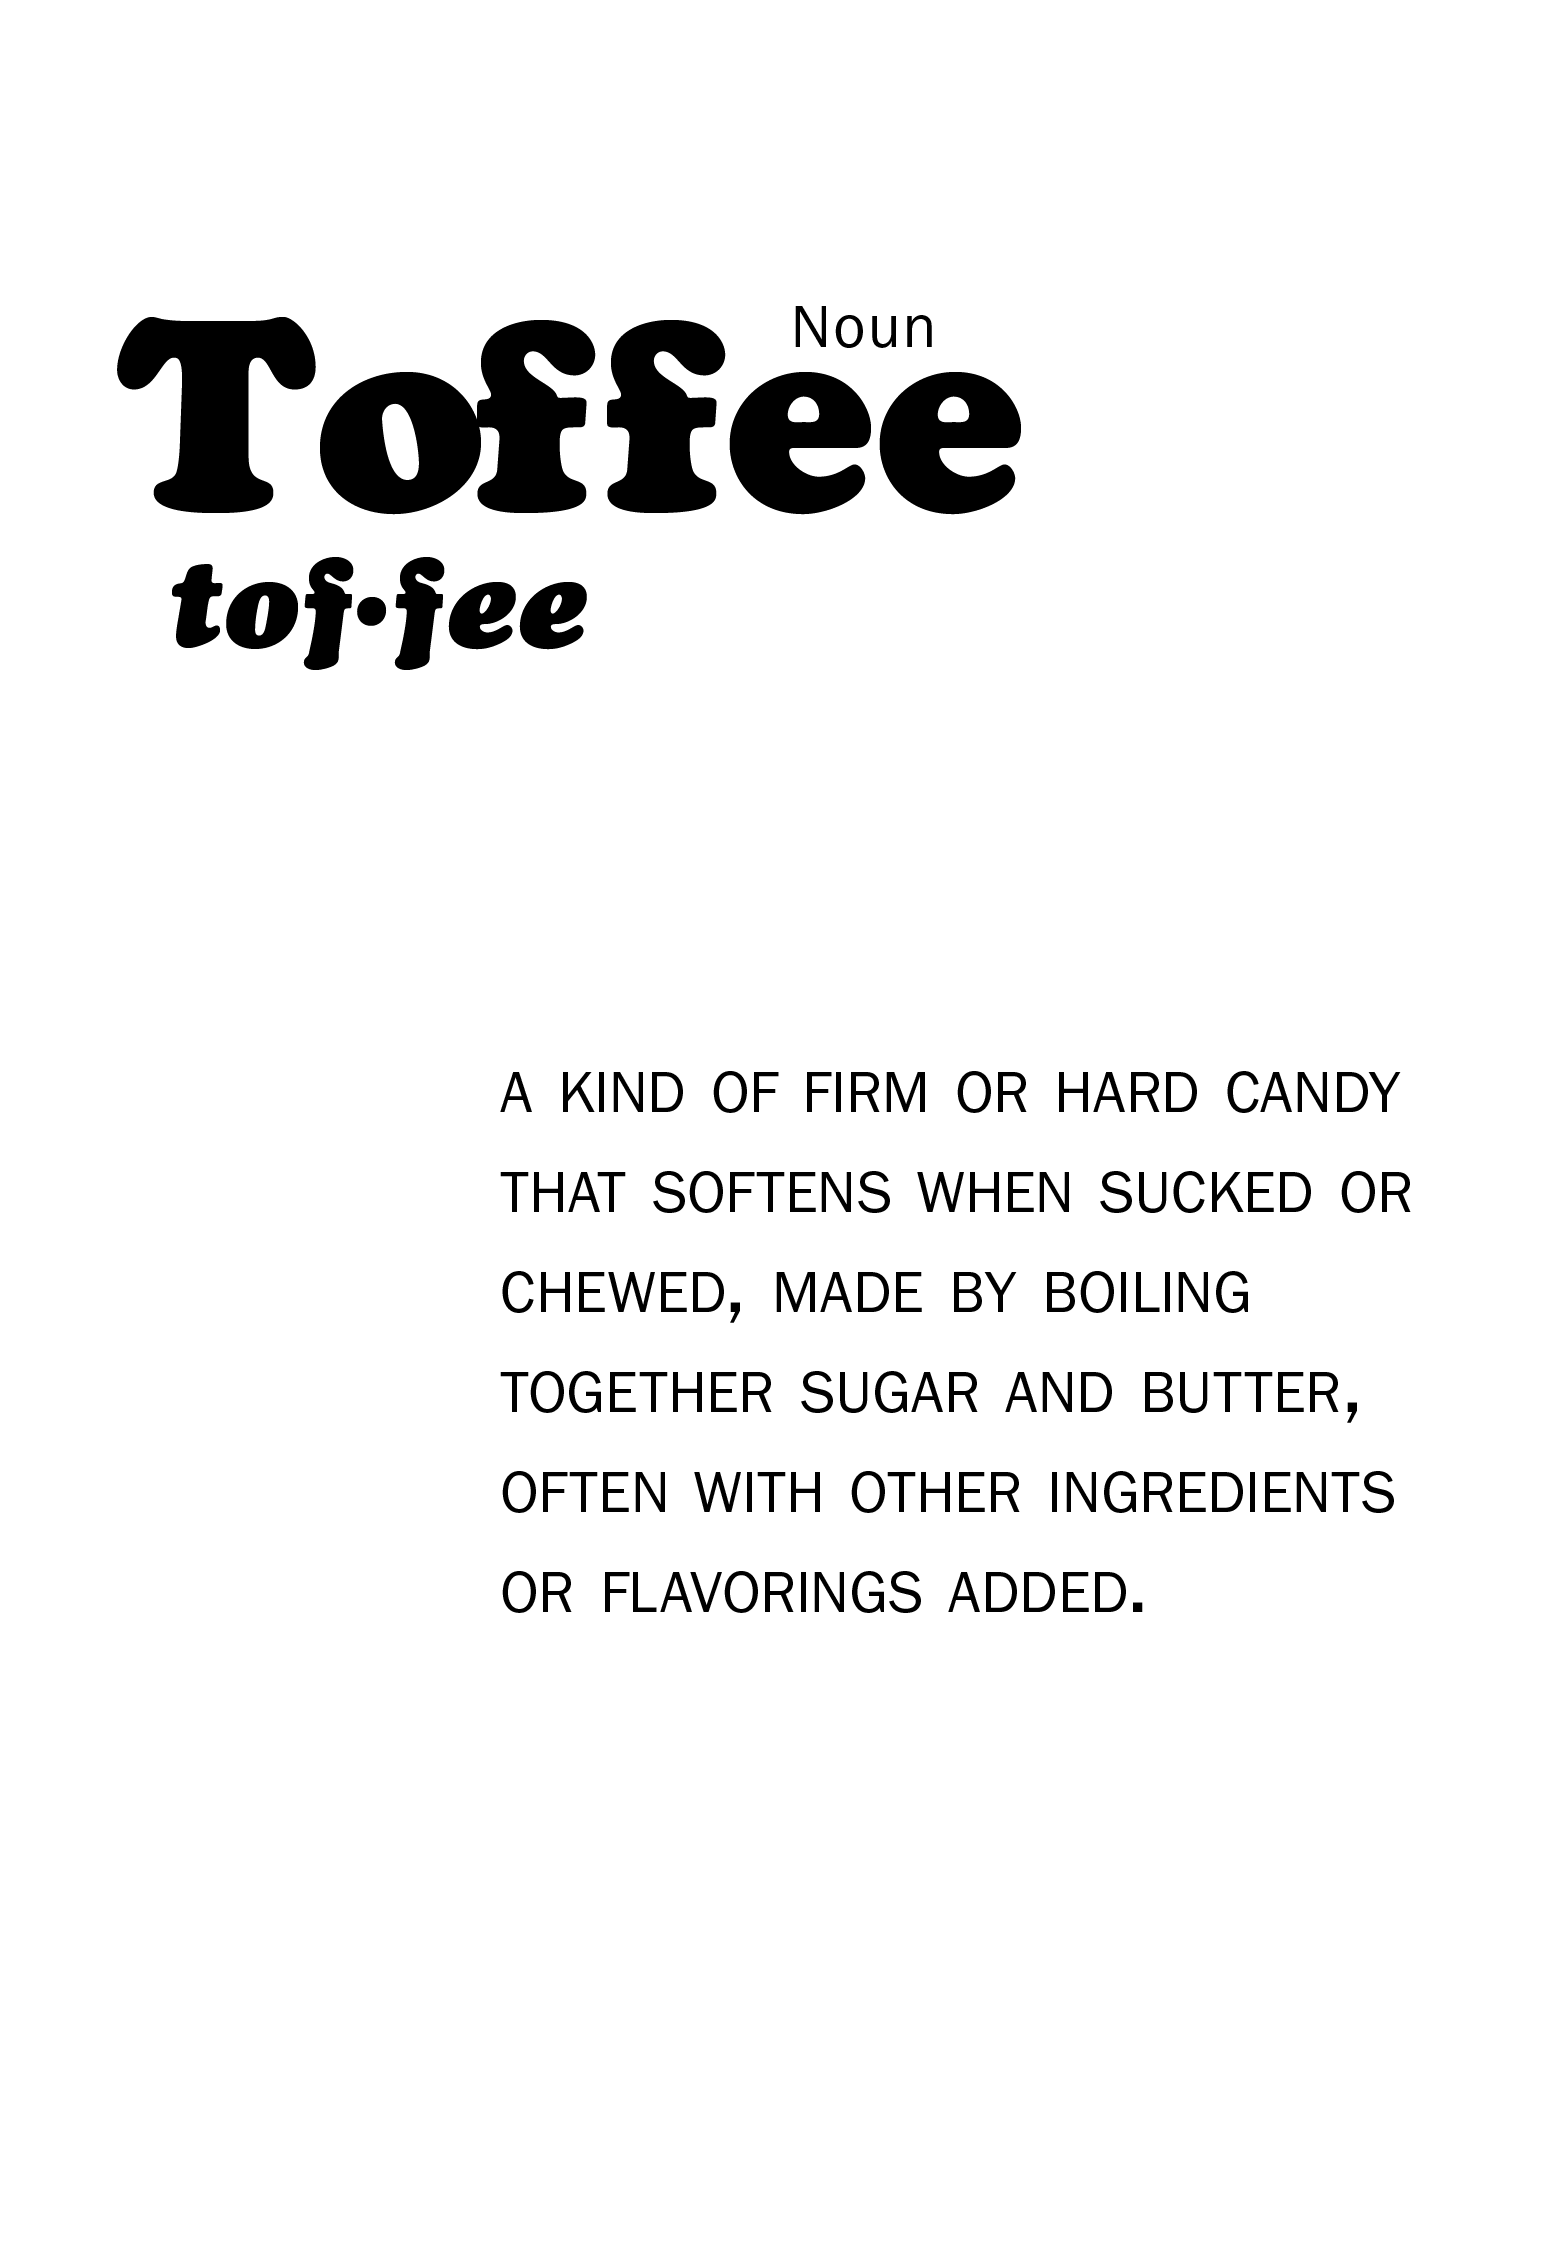 Toffee Noun
tof·fee
A KIND OF FIRM OR HARD CANDY
THAT SOFTENS WHEN SUCKED OR
CHEWED, MADE BY BOILING
TOGETHER SUGAR AND BUTTER,
OFTEN WITH OTHER INGREDIENTS
OR FLAVORINGS ADDED.